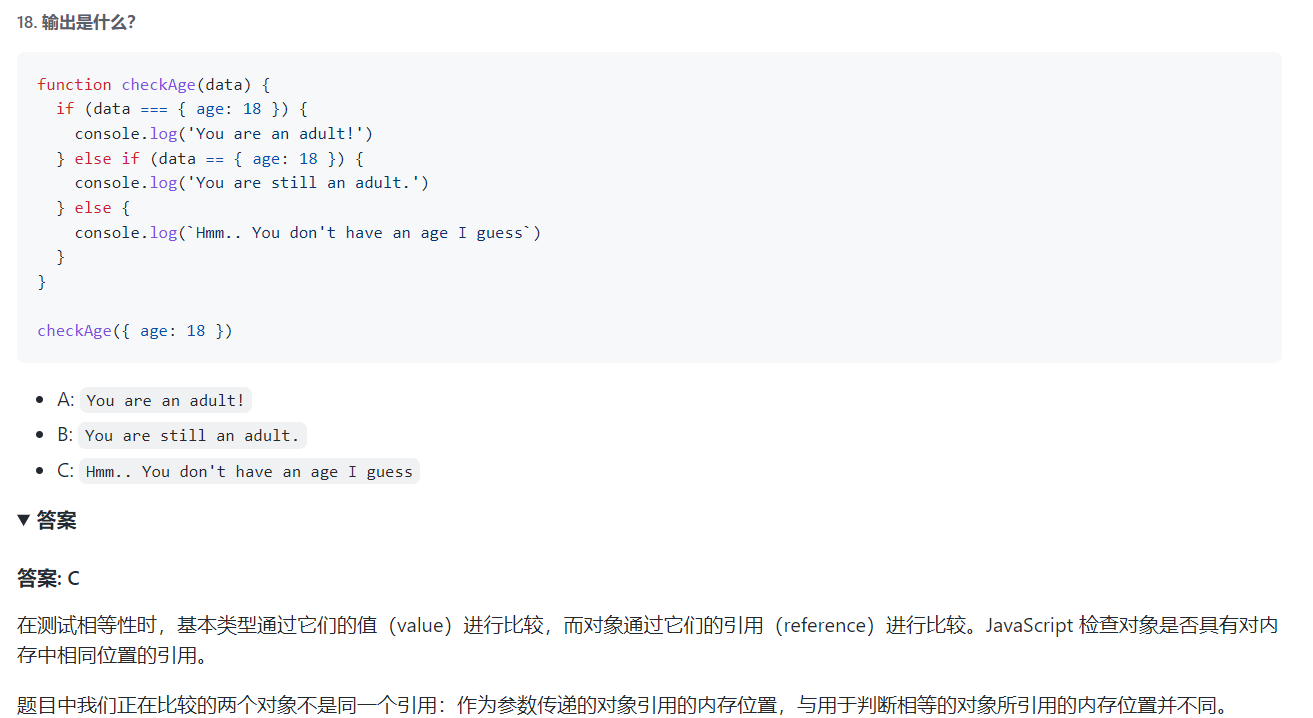 18. 输出是什么？
function checkAge(data) {
  if (data === { age: 18 }) {
    console.log('You are an adult!')
  } else if (data == { age: 18 }) {
    console.log('You are still an adult.')
  } else {
    console.log(`Hmm.. You don't have an age I guess`)
  }
}
checkAge({ age: 18 })
• A: You are an adult!
• B: You are still an adult.
• C: Hmm.. You don't have an age I guess
▼ 答案
答案: C
在测试相等性时，基本类型通过它们的值（value）进行比较，而对象通过它们的引用（reference）进行比较。JavaScript 检查对象是否具有对内
存中相同位置的引用。
题目中我们正在比较的两个对象不是同一个引用：作为参数传递的对象引用的内存位置，与用于判断相等的对象所引用的内存位置并不同。